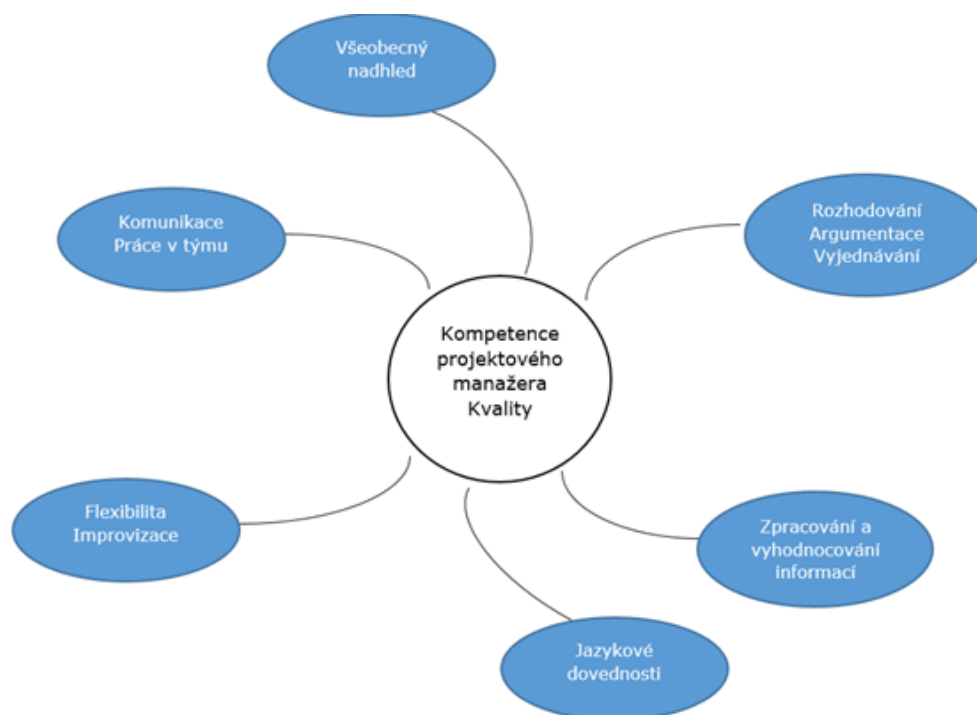 Všeobecný
nadhled
Komunikace
Práce v týmu
Rozhodování
Argumentace
Vyjednávání
Kompetence
projektového
manažera
Kvality
Flexibilita
Improvizace
Zpracování a
vyhodnocování
informací
Jazykové
dovednosti